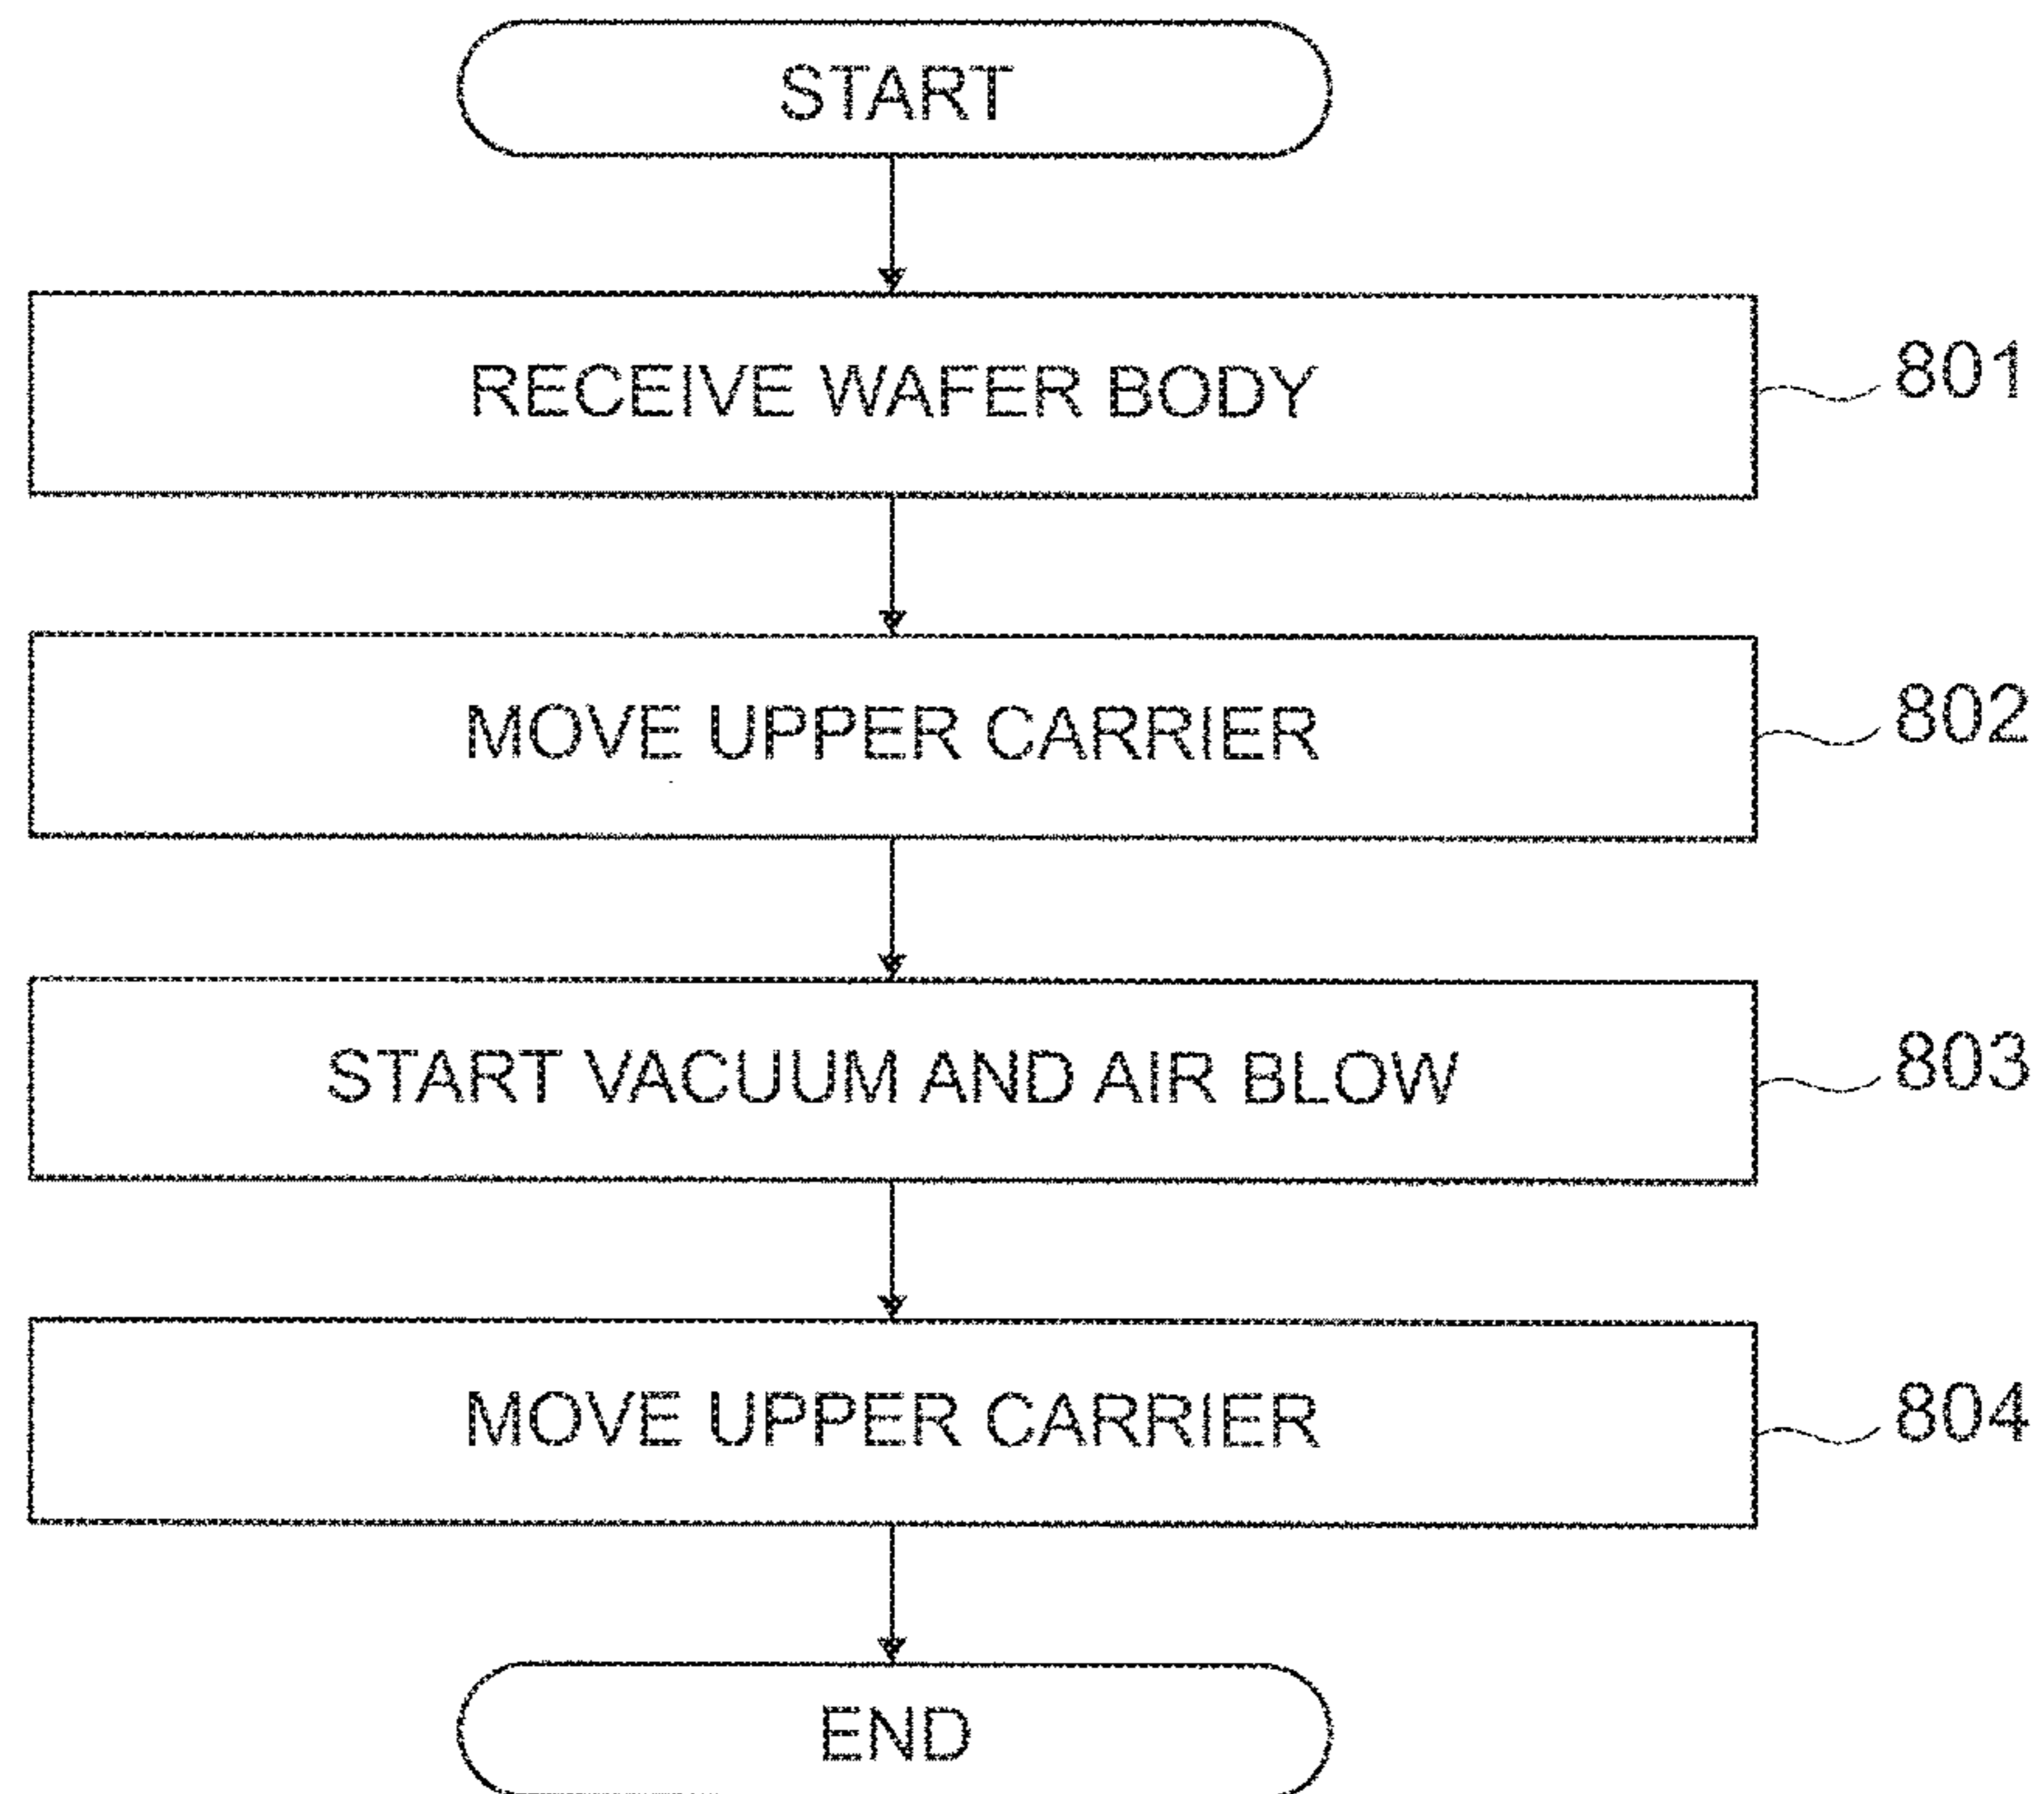 START
RECEIVE WAFER BODY
801
MOVE UPPER CARRIER
802
START VACUUM AND AIR BLOW
803
MOVE UPPER CARRIER
804
END